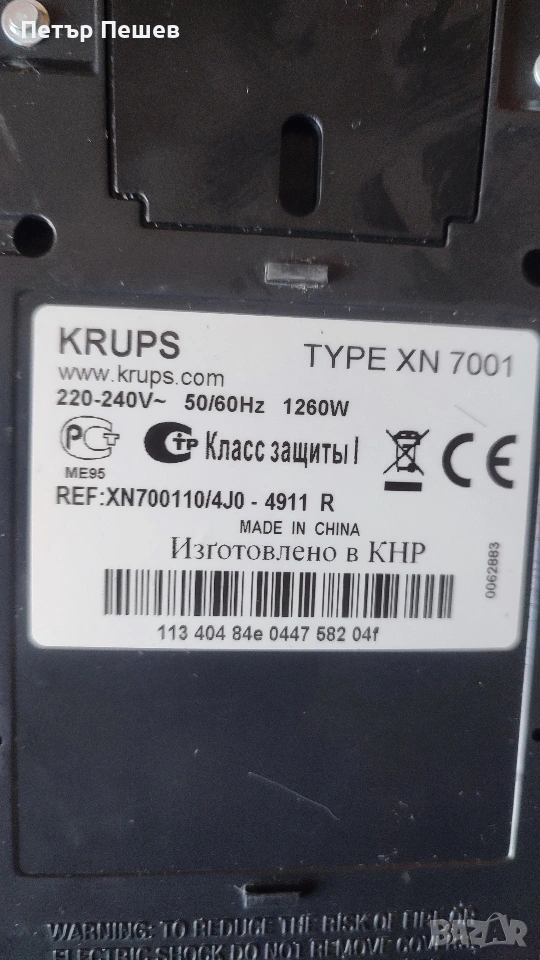 Петър Пешев
KRUPS
TYPE XN 7001
www.krups.com
220-240V~ 50/60Hz 1260W
ME95
Класс защиты I
CE
REF:XN700110/4J0 - 4911 R
MADE IN CHINA
Изготовлено в КНР
0062883
113 404 84e 0447 582 04f
WARNING: TO REDUCE THE RISK OF FIRE OR
ELECTRIC SHOCK DO NOT REMOVE COVER
BAZAR